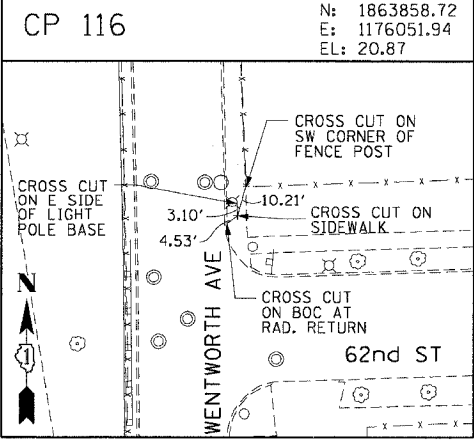 CP 116
N: 1863858.72
E: 1176051.94
EL: 20.87
CROSS CUT ON
SW CORNER OF
FENCE POST
CROSS CUT
ON E SIDE
OF LIGHT
POLE BASE
10.21'
3.10'
4.53'
CROSS CUT ON
SIDEWALK
CROSS CUT
ON BOC AT
RAD. RETURN
WENTWORTH AVE
62nd ST
N
1